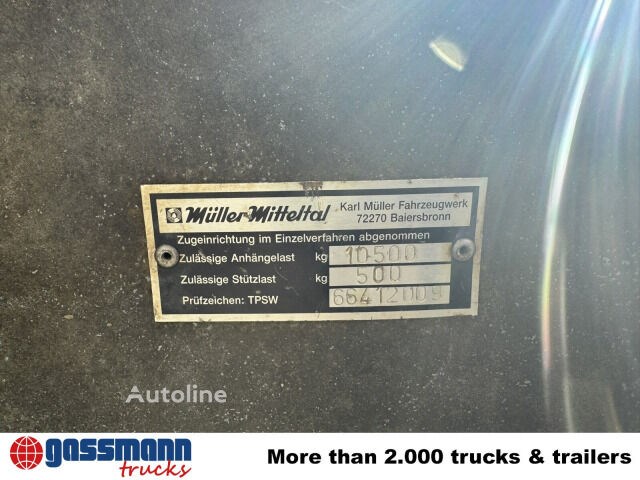 Müller-Mitteltal
Karl Müller Fahrzeugwerk
72270 Baiersbronn
Zugeinrichtung im Einzelverfahren abgenommen
Zulässige Anhängelast kg 10500
Zulässige Stützlast kg 500
Prüfzeichen: TPSW 66412009
Autoline
gassmann
trucks
More than 2.000 trucks & trailers